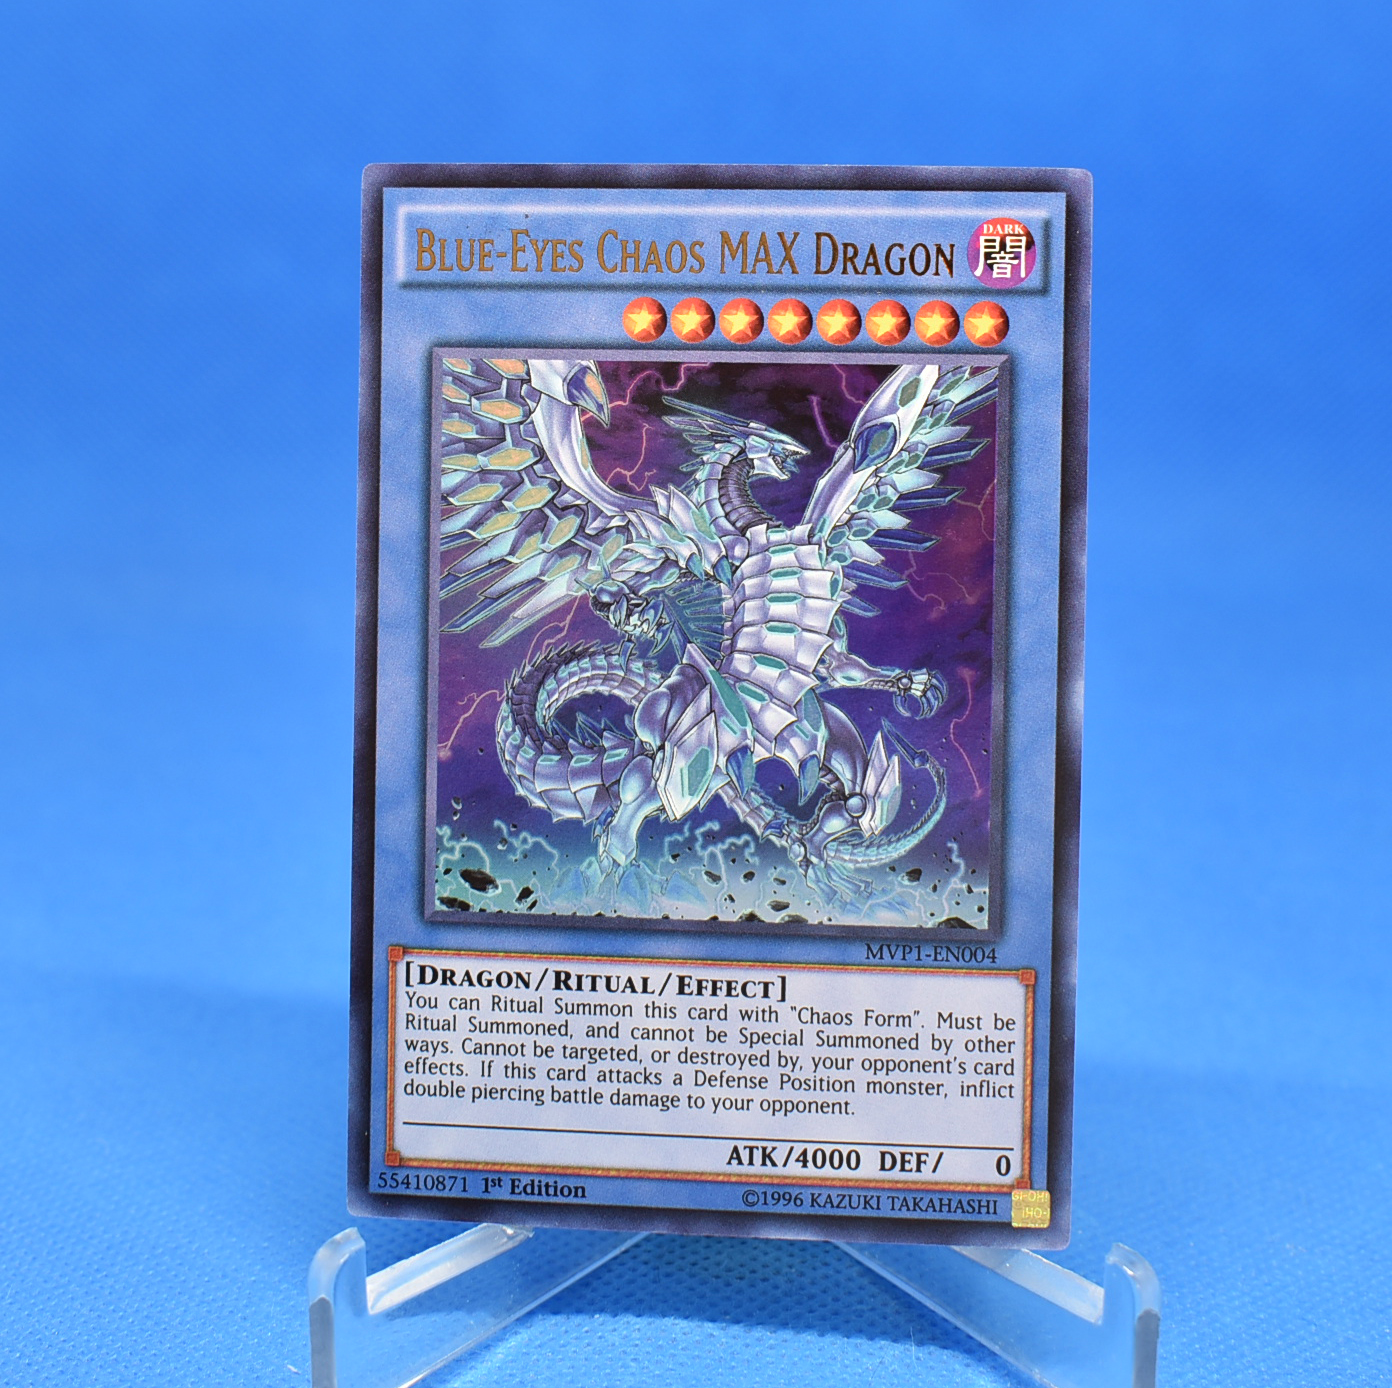 BLUE-EYES CHAOS MAX DRAGON
DARK
闇
MVP1-EN004
[DRAGON/RITUAL/EFFECT]
You can Ritual Summon this card with "Chaos Form". Must be
Ritual Summoned, and cannot be Special Summoned by other
ways. Cannot be targeted, or destroyed by, your opponent's card
effects. If this card attacks a Defense Position monster, inflict
double piercing battle damage to your opponent.
ATK/4000 DEF/ 0
55410871 1st Edition
©1996 KAZUKI TAKAHASHI